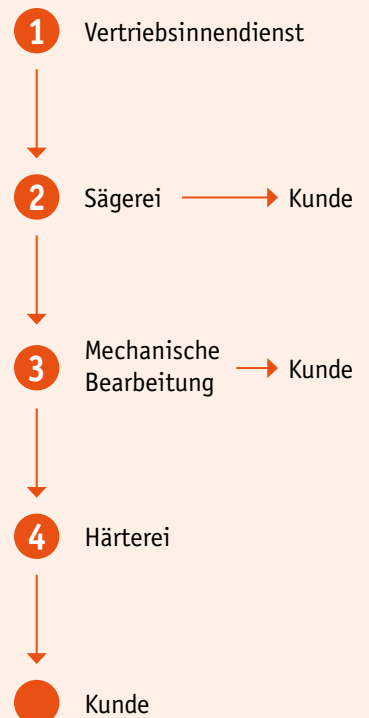 1 Vertriebsinnendienst
2 Sägerei Kunde
3 Mechanische
Bearbeitung Kunde
4 Härterei
Kunde